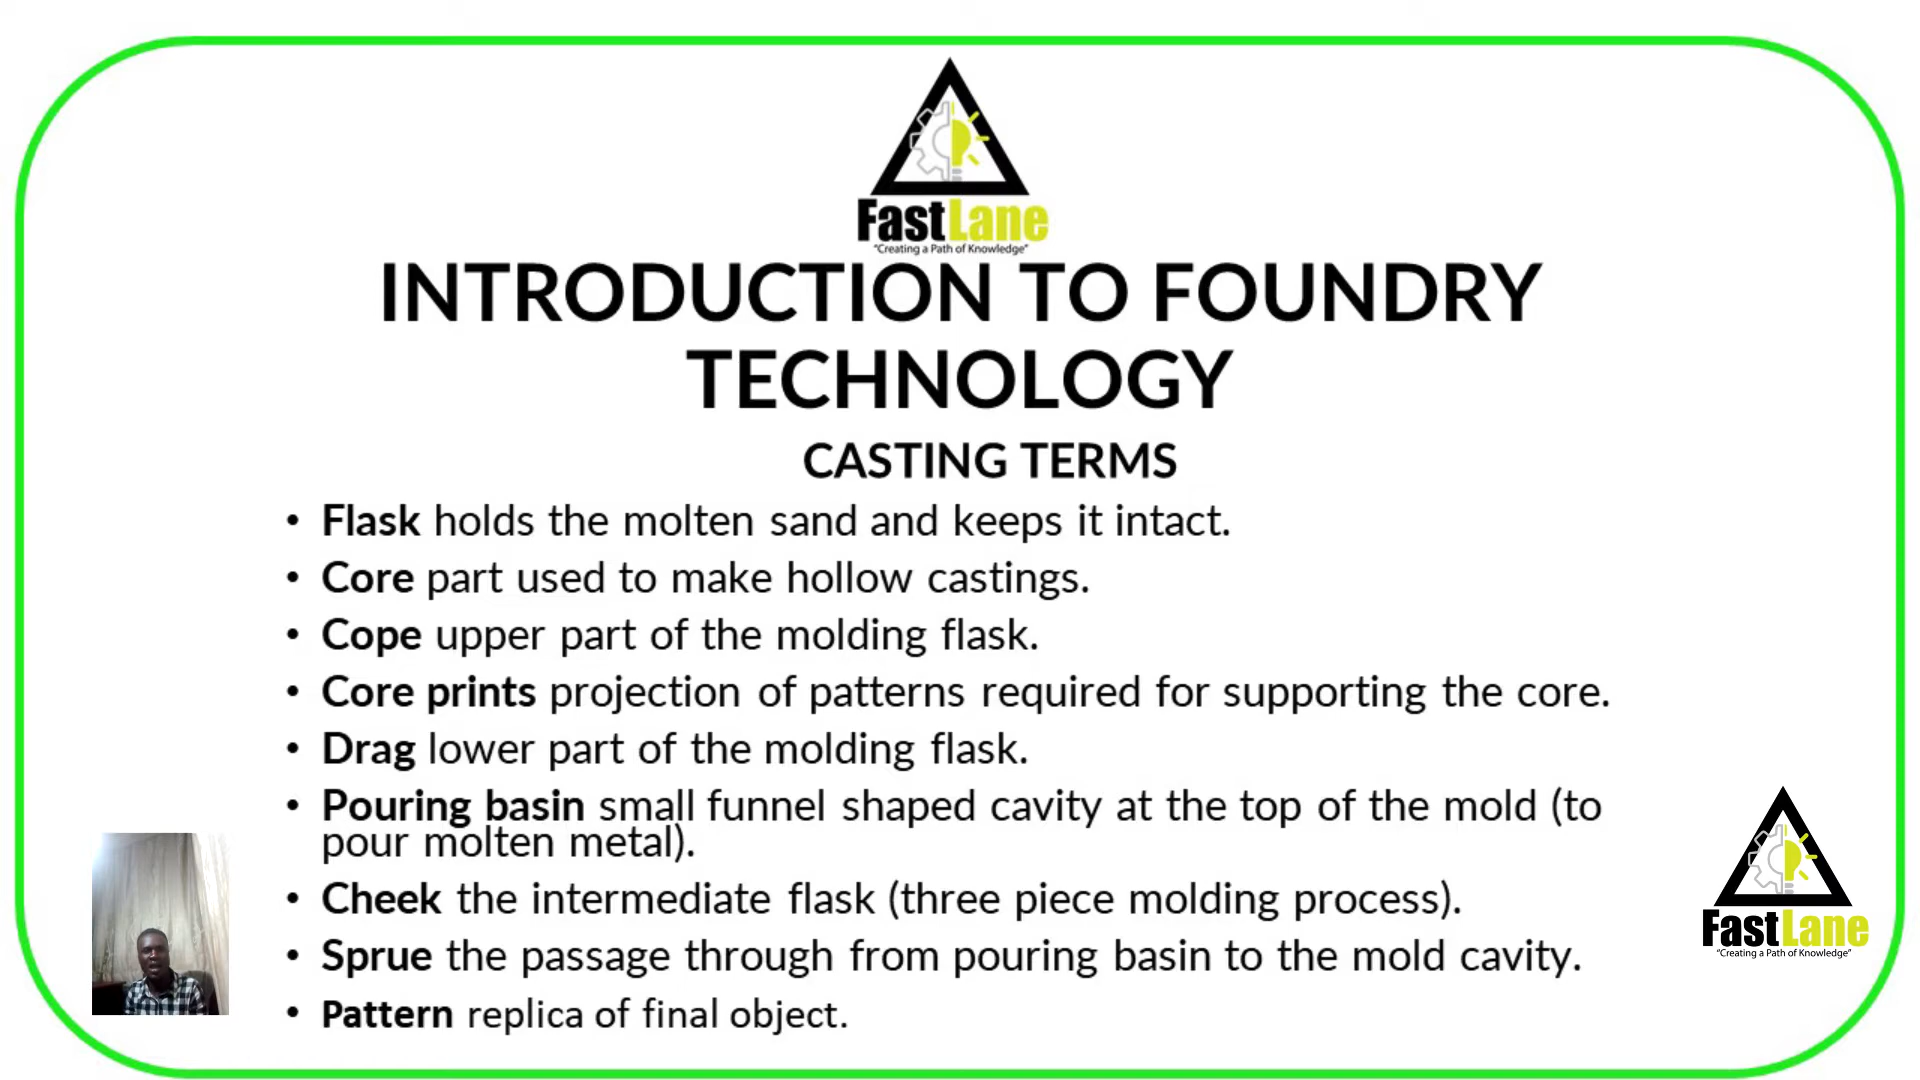 FastLane
"Creating a Path of Knowledge"
INTRODUCTION TO FOUNDRY
TECHNOLOGY
CASTING TERMS
• Flask holds the molten sand and keeps it intact.
• Core part used to make hollow castings.
• Cope upper part of the molding flask.
• Core prints projection of patterns required for supporting the core.
• Drag lower part of the molding flask.
• Pouring basin small funnel shaped cavity at the top of the mold (to
pour molten metal).
• Cheek the intermediate flask (three piece molding process).
• Sprue the passage through from pouring basin to the mold cavity.
• Pattern replica of final object.
FastLane
"Creating a Path of Knowledge"